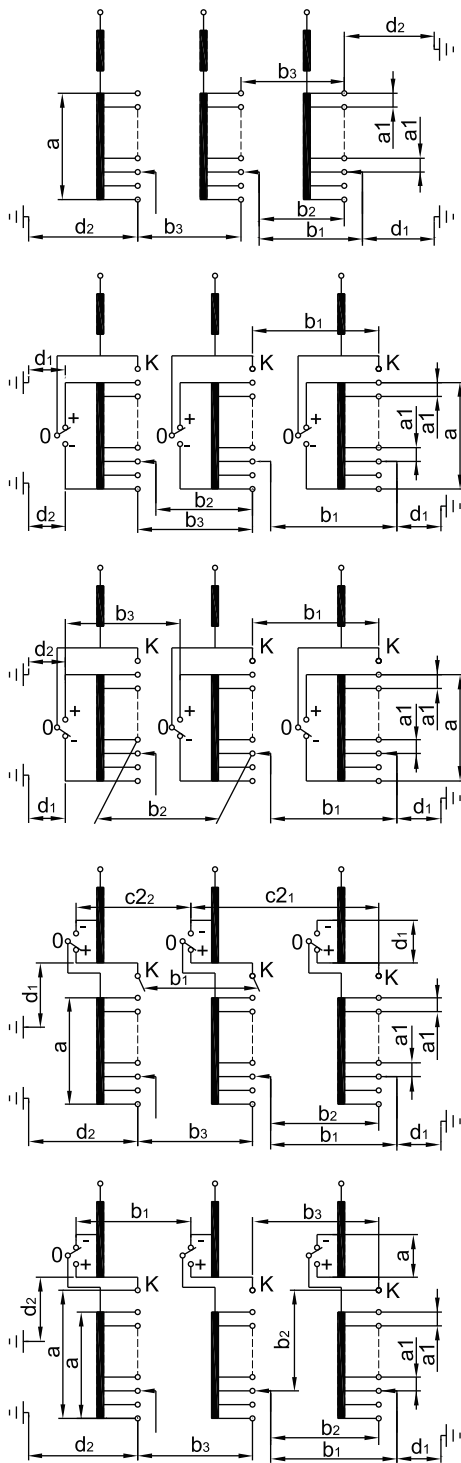 d2
b3
a
a1
a1
b2
d2
b3
b1
d1
b1
d1
K
K
K
+
+
0
0
-
-
a1
a1
a
b2
d2
b3
b1
d1
b3
b1
d2
K
K
K
+
+
0
0
-
-
a1
a1
a
b2
d1
b1
d1
c22
c21
-
-
-
0
+
0
+
0
+
d1
K
K
K
b1
d1
a
a1
a1
b2
d2
b3
b1
d1
b1
b3
-
-
-
0
+
+
+
a
K
K
K
d2
a
a
b2
a1
a1
b2
d2
b3
b1
d1